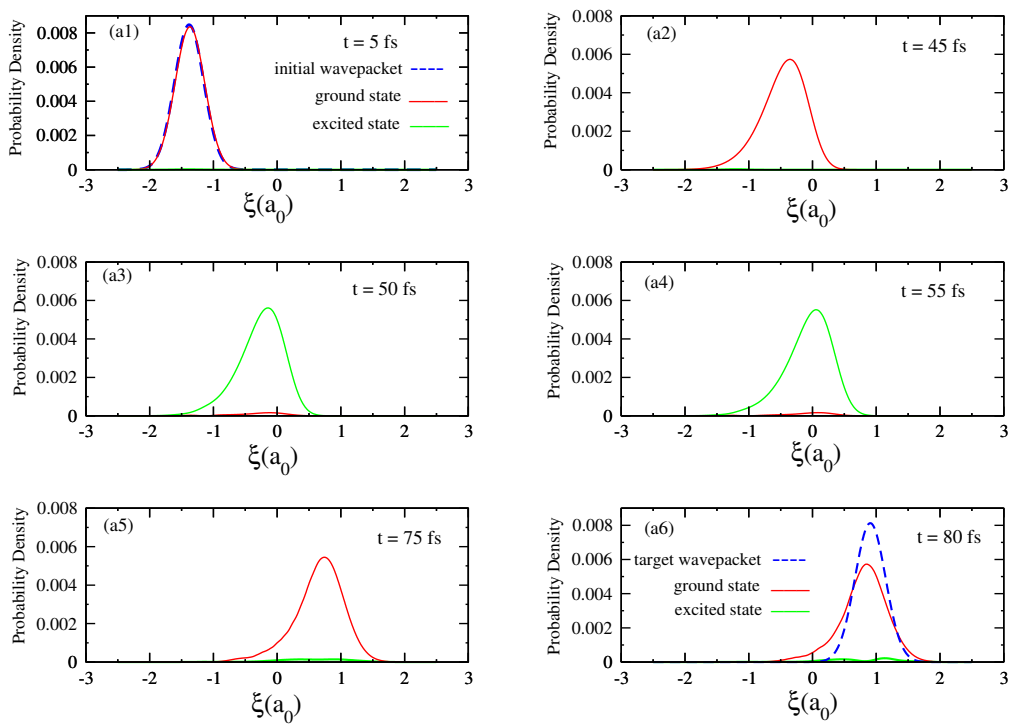 (a1)
t = 5 fs
initial wavepacket
ground state
excited state
Probability Density
0.008
0.006
0.004
0.002
0
-3 -2 -1 0 1 2 3
ξ(a0)
(a2)
t = 45 fs
Probability Density
0.008
0.006
0.004
0.002
0
-3 -2 -1 0 1 2 3
ξ(a0)
(a3)
t = 50 fs
Probability Density
0.008
0.006
0.004
0.002
0
-3 -2 -1 0 1 2 3
ξ(a0)
(a4)
t = 55 fs
Probability Density
0.008
0.006
0.004
0.002
0
-3 -2 -1 0 1 2 3
ξ(a0)
(a5)
t = 75 fs
Probability Density
0.008
0.006
0.004
0.002
0
-3 -2 -1 0 1 2 3
ξ(a0)
(a6)
t = 80 fs
target wavepacket
ground state
excited state
Probability Density
0.008
0.006
0.004
0.002
0
-3 -2 -1 0 1 2 3
ξ(a0)